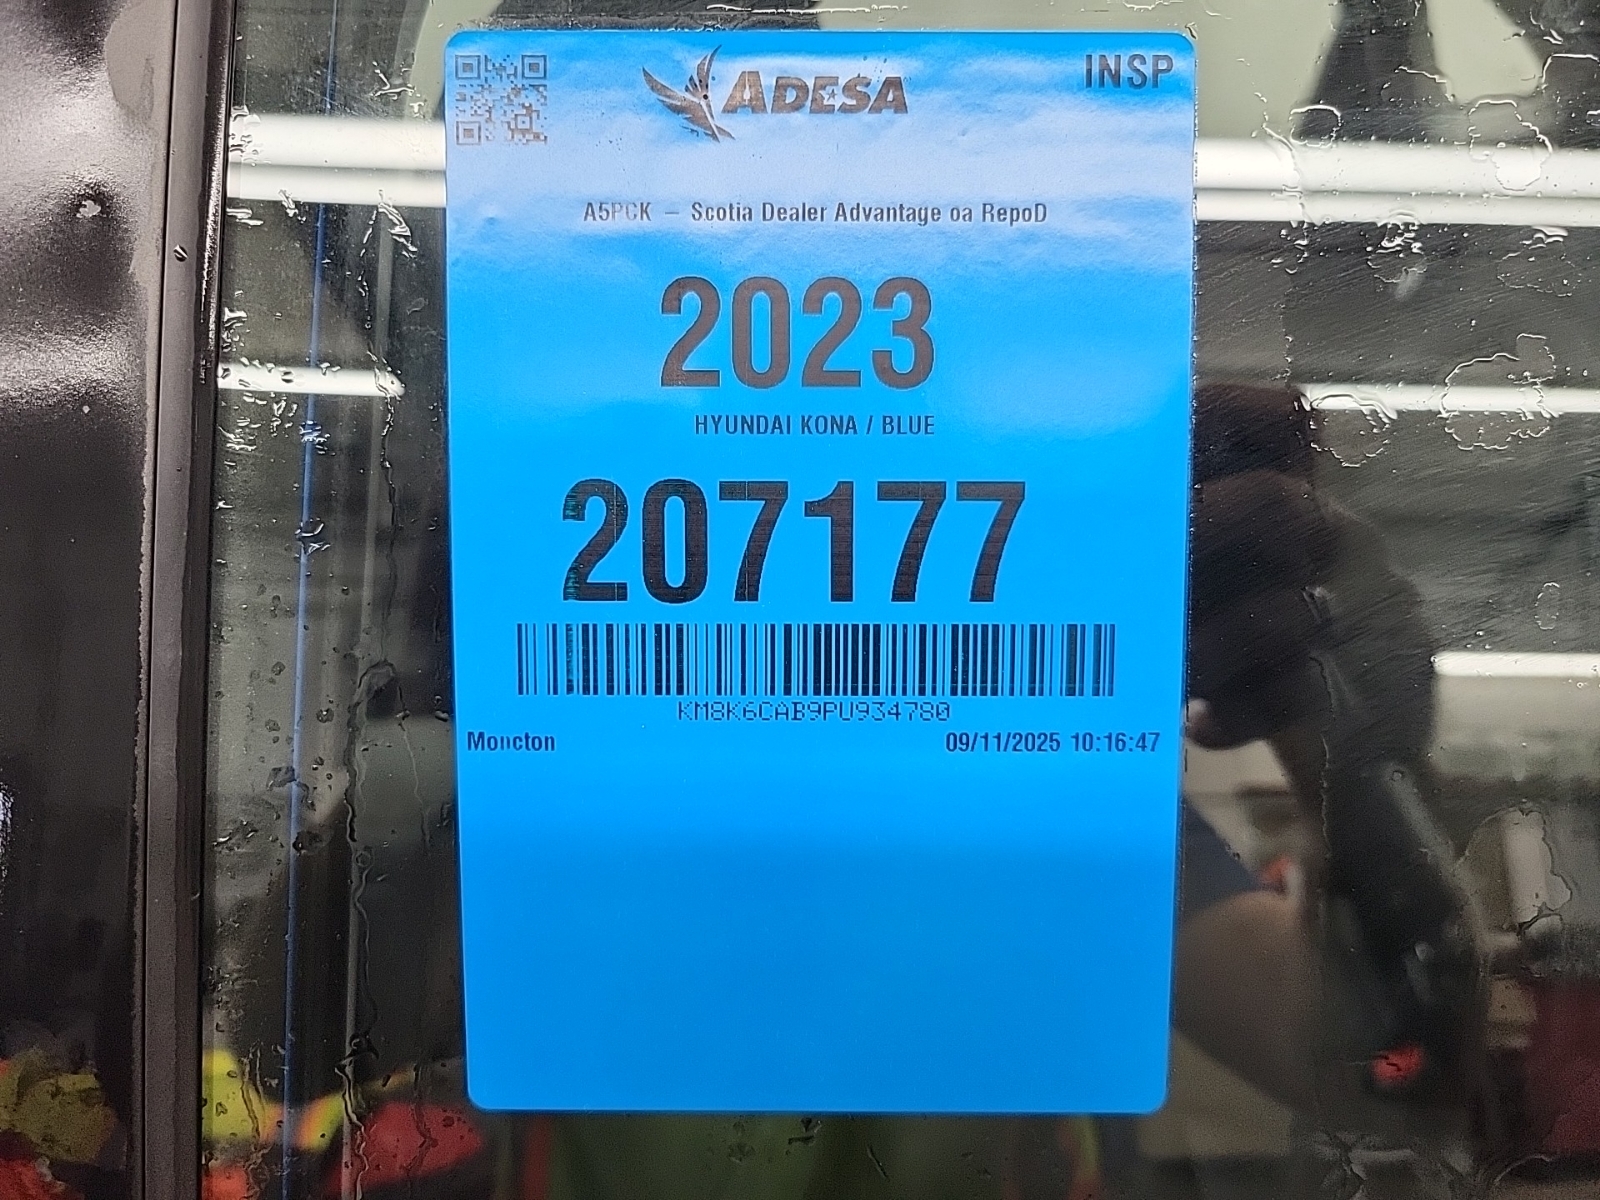 ADESA
INSP
A5PCK – Scotia Dealer Advantage oa RepoD
2023
HYUNDAI KONA / BLUE
207177
KM8K6CAB9PU934780
Moncton
09/11/2025 10:16:47